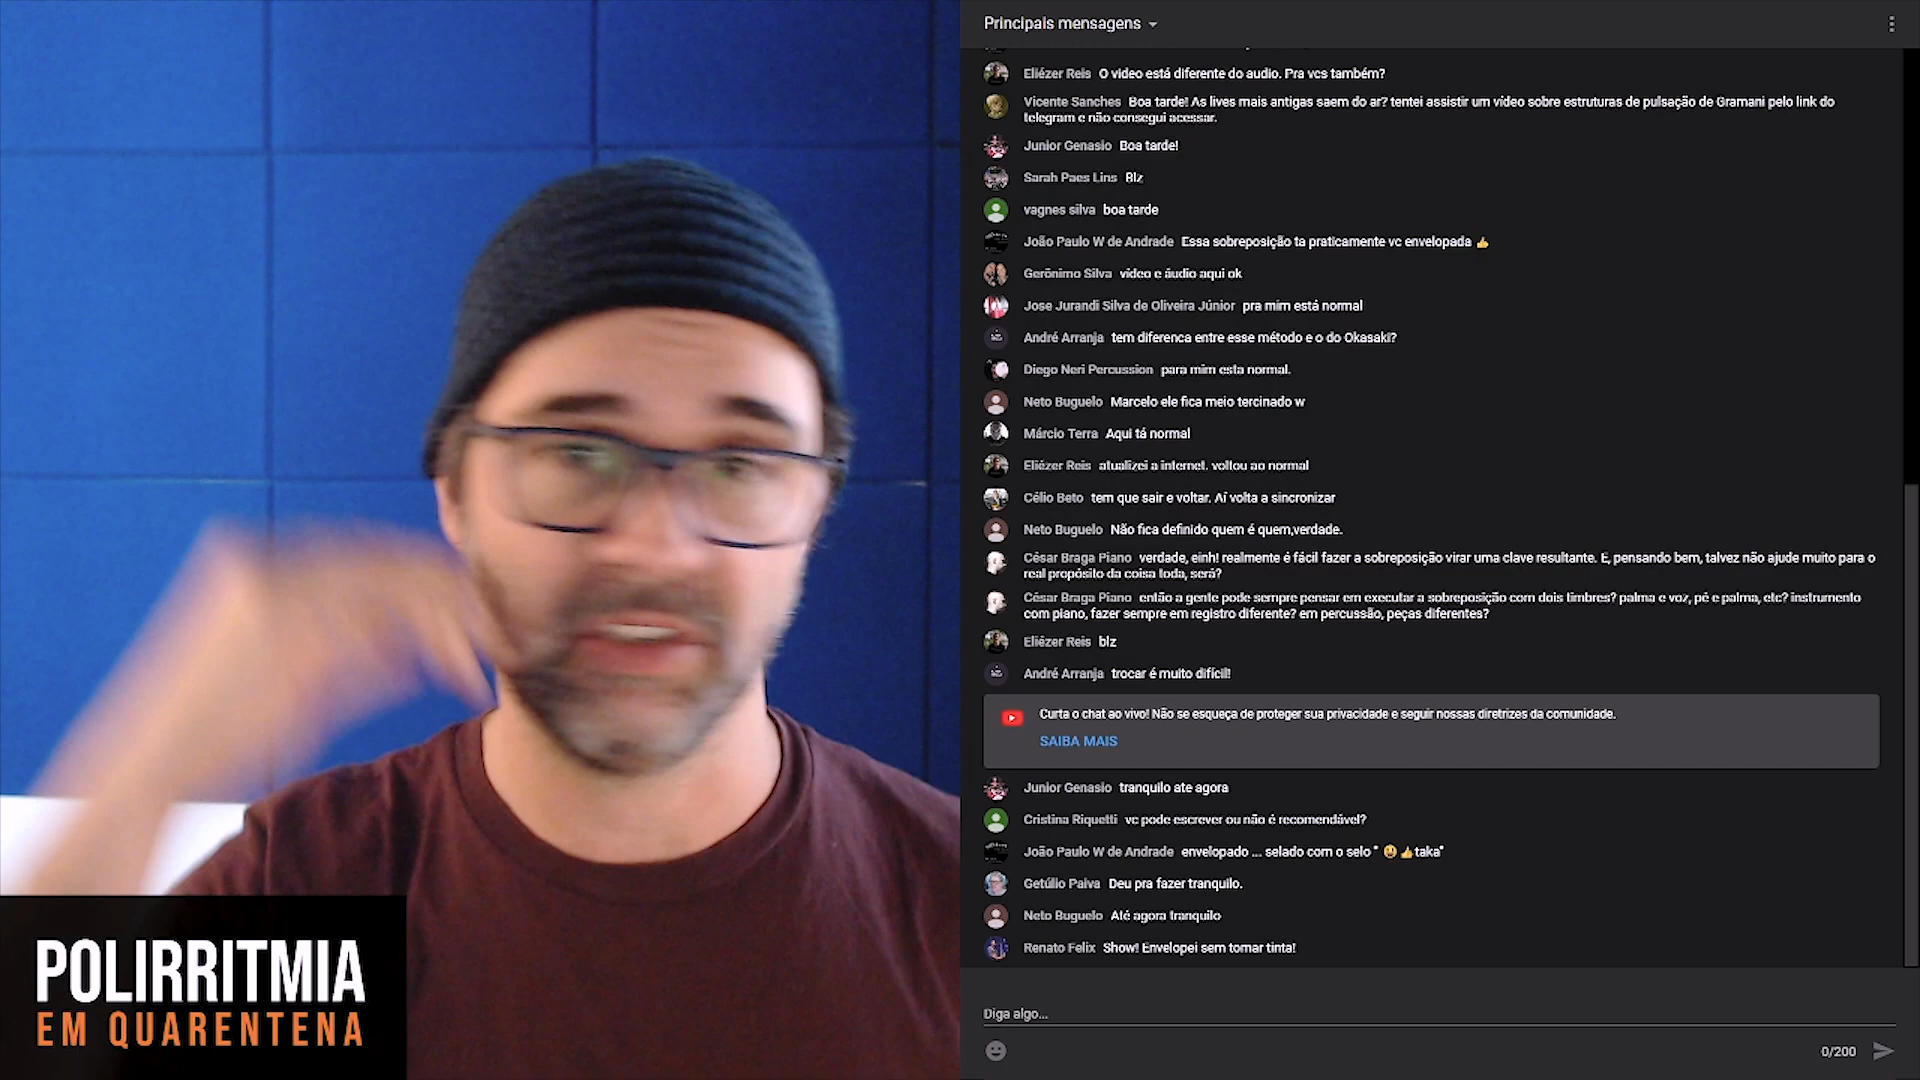 Principais mensagens
Eliézer Reis O video está diferente do audio. Pra vcs também?
Vicente Sanches Boa tarde! As lives mais antigas saem do ar? tentei assistir um vídeo sobre estruturas de pulsação de Gramani pelo link do
telegram e não consegui acessar.
Junior Genasio Boa tarde!
Sarah Paes Lins Blz
vagnes silva boa tarde
João Paulo W de Andrade Essa sobreposição ta praticamente vc envelopada 👍
Gerônimo Silva vídeo e áudio aqui ok
Jose Jurandi Silva de Oliveira Júnior pra mim está normal
André Arranja tem diferenca entre esse método e o do Okasaki?
Diego Neri Percussion para mim esta normal.
Neto Buguelo Marcelo ele fica meio tercinado w
Márcio Terra Aqui tá normal
Eliézer Reis atualizei a internet. voltou ao normal
Célio Beto tem que sair e voltar. Aí volta a sincronizar
Neto Buguelo Não fica definido quem é quem,verdade.
César Braga Piano verdade, einh! realmente é fácil fazer a sobreposição virar uma clave resultante. E, pensando bem, talvez não ajude muito para o
real propósito da coisa toda, será?
César Braga Piano então a gente pode sempre pensar em executar a sobreposição com dois timbres? palma e voz, pé e palma, etc? instrumento
com piano, fazer sempre em registro diferente? em percussão, peças diferentes?
Eliézer Reis blz
André Arranja trocar é muito difícil!
Curta o chat ao vivo! Não se esqueça de proteger sua privacidade e seguir nossas diretrizes da comunidade.
SAIBA MAIS
Junior Genasio tranquilo ate agora
Cristina Riquetti vc pode escrever ou não é recomendável?
João Paulo W de Andrade envelopado ... selado com o selo " 😃👍taka"
Getúlio Paiva Deu pra fazer tranquilo.
Neto Buguelo Até agora tranquilo
Renato Felix Show! Envelopei sem tomar tinta!
Diga algo...
0/200
POLIRRITMIA
EM QUARENTENA